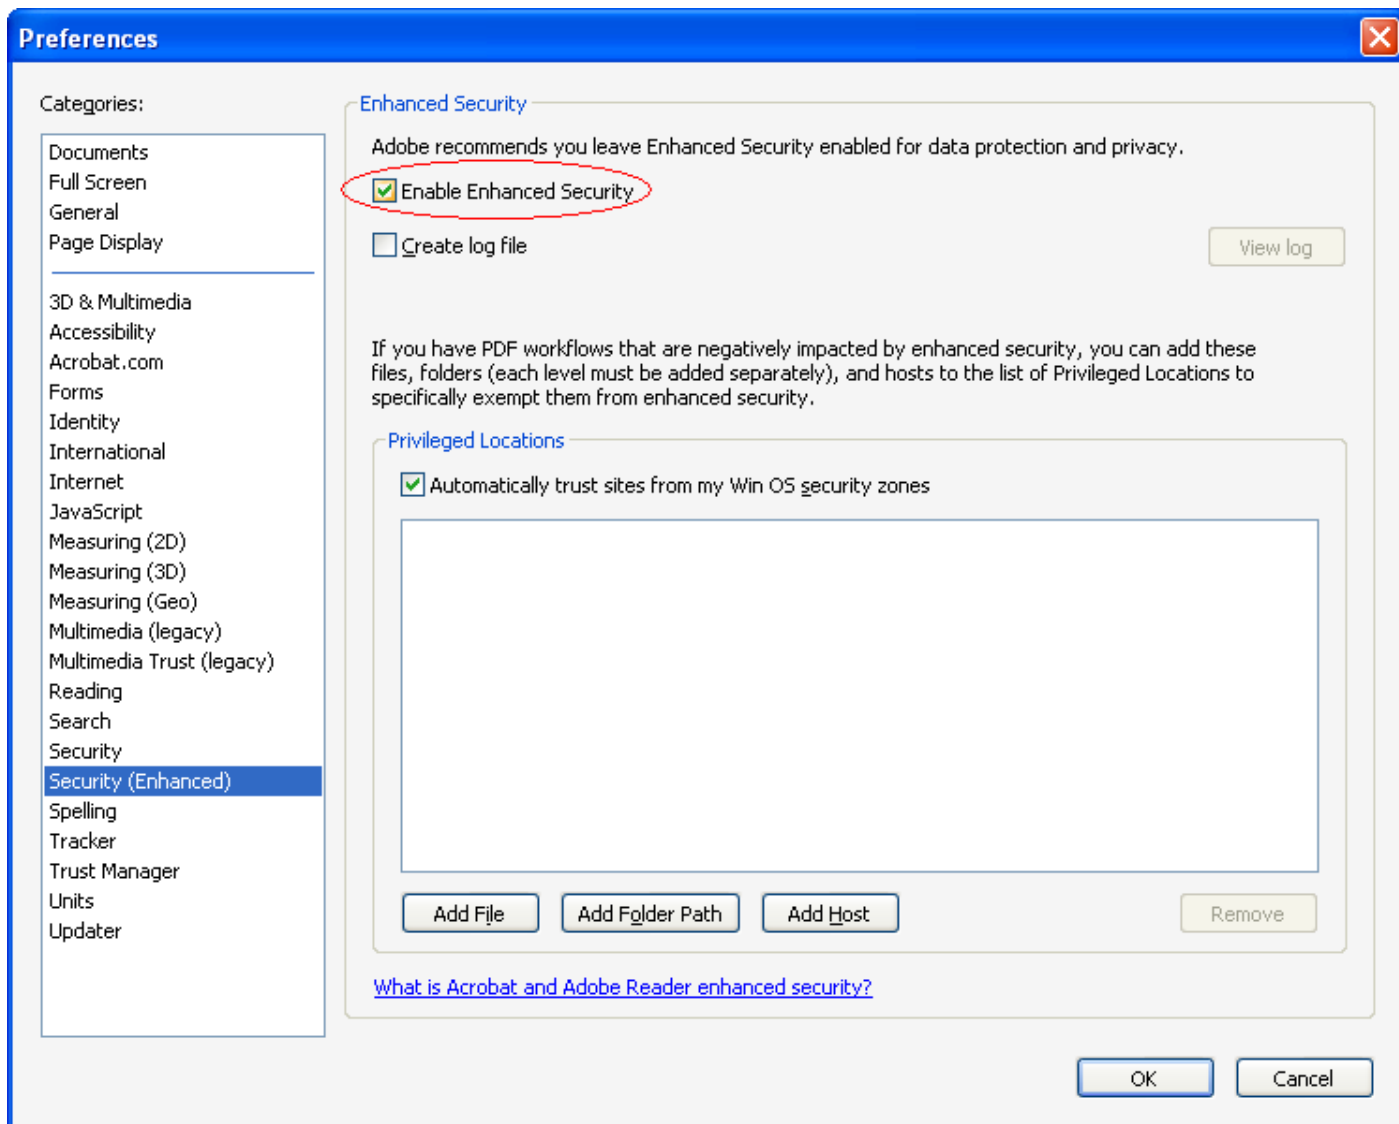 Preferences
Categories:
Documents
Full Screen
General
Page Display
3D & Multimedia
Accessibility
Acrobat.com
Forms
Identity
International
Internet
JavaScript
Measuring (2D)
Measuring (3D)
Measuring (Geo)
Multimedia (legacy)
Multimedia Trust (legacy)
Reading
Search
Security
Security (Enhanced)
Spelling
Tracker
Trust Manager
Units
Updater
Enhanced Security
Adobe recommends you leave Enhanced Security enabled for data protection and privacy.
Enable Enhanced Security
Create log file
View log
If you have PDF workflows that are negatively impacted by enhanced security, you can add these
files, folders (each level must be added separately), and hosts to the list of Privileged Locations to
specifically exempt them from enhanced security.
Privileged Locations
Automatically trust sites from my Win OS security zones
Add File
Add Folder Path
Add Host
Remove
What is Acrobat and Adobe Reader enhanced security?
OK
Cancel